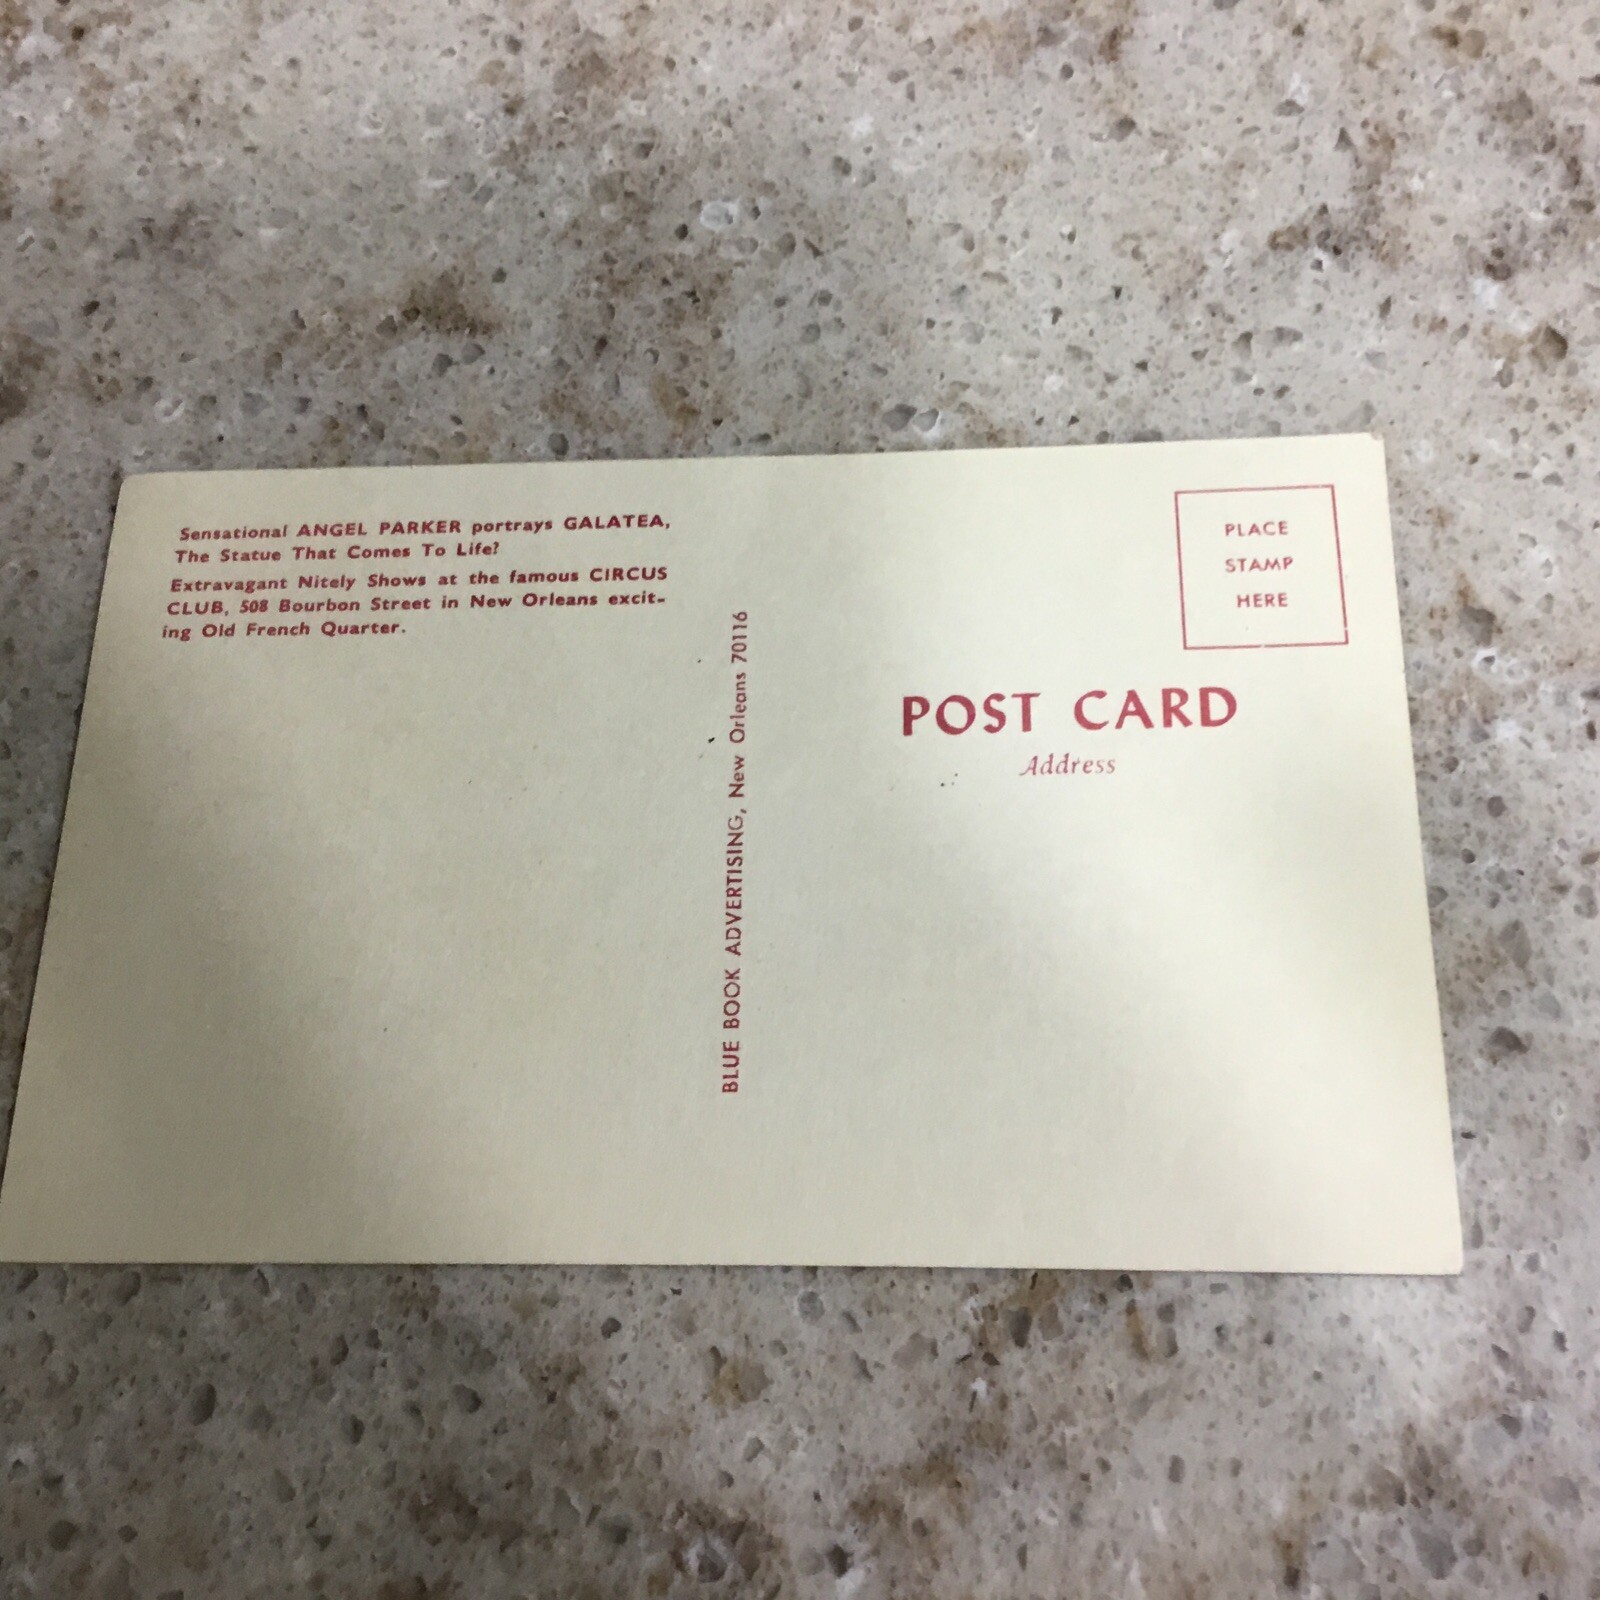 Sensational ANGEL PARKER portrays GALATEA,
The Statue That Comes To Life?
Extravagant Nitely Shows at the famous CIRCUS
CLUB, 508 Bourbon Street in New Orleans excit-
ing Old French Quarter.
BLUE BOOK ADVERTISING, New Orleans 70116
PLACE
STAMP
HERE
POST CARD
Address